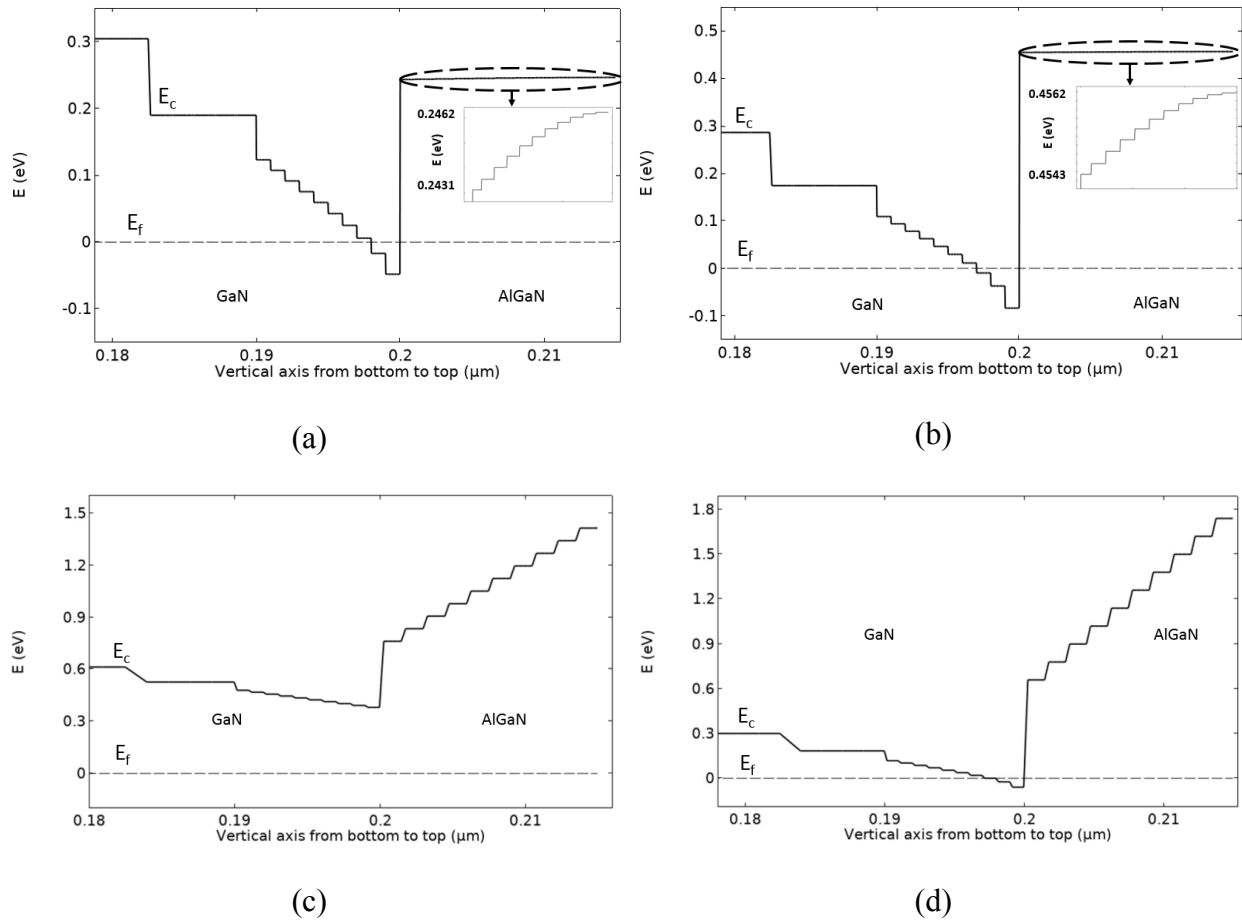 0.3
0.2
0.1
0
-0.1
E (eV)
E_c
E_f
GaN
AlGaN
0.2462
0.2431
E (eV)
0.18
0.19
0.2
0.21
Vertical axis from bottom to top (μm)
(a)
0.5
0.4
0.3
0.2
0.1
0
-0.1
E (eV)
E_c
E_f
GaN
AlGaN
0.4562
0.4543
E (eV)
0.18
0.19
0.2
0.21
Vertical axis from bottom to top (μm)
(b)
1.5
1.2
0.9
0.6
0.3
0
E (eV)
E_c
E_f
GaN
AlGaN
0.18
0.19
0.2
0.21
Vertical axis from bottom to top (μm)
(c)
1.8
1.5
1.2
0.9
0.6
0.3
0
E (eV)
GaN
AlGaN
E_c
E_f
0.18
0.19
0.2
0.21
Vertical axis from bottom to top (μm)
(d)